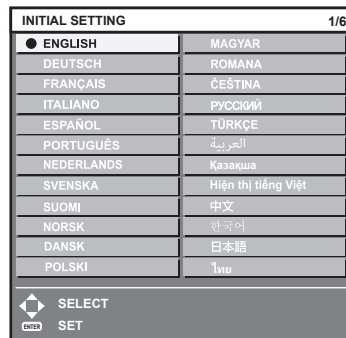 INITIAL SETTING 1/6
ENGLISH
DEUTSCH
FRANÇAIS
ITALIANO
ESPAÑOL
PORTUGUÊS
NEDERLANDS
SVENSKA
SUOMI
NORSK
DANSK
POLSKI
MAGYAR
ROMANA
ČEŠTINA
РУССКИЙ
TÜRKÇE
العربية
Қазақша
Hiện thị tiếng Việt
中文
한국어
日本語
ไทย
SELECT
ENTER SET